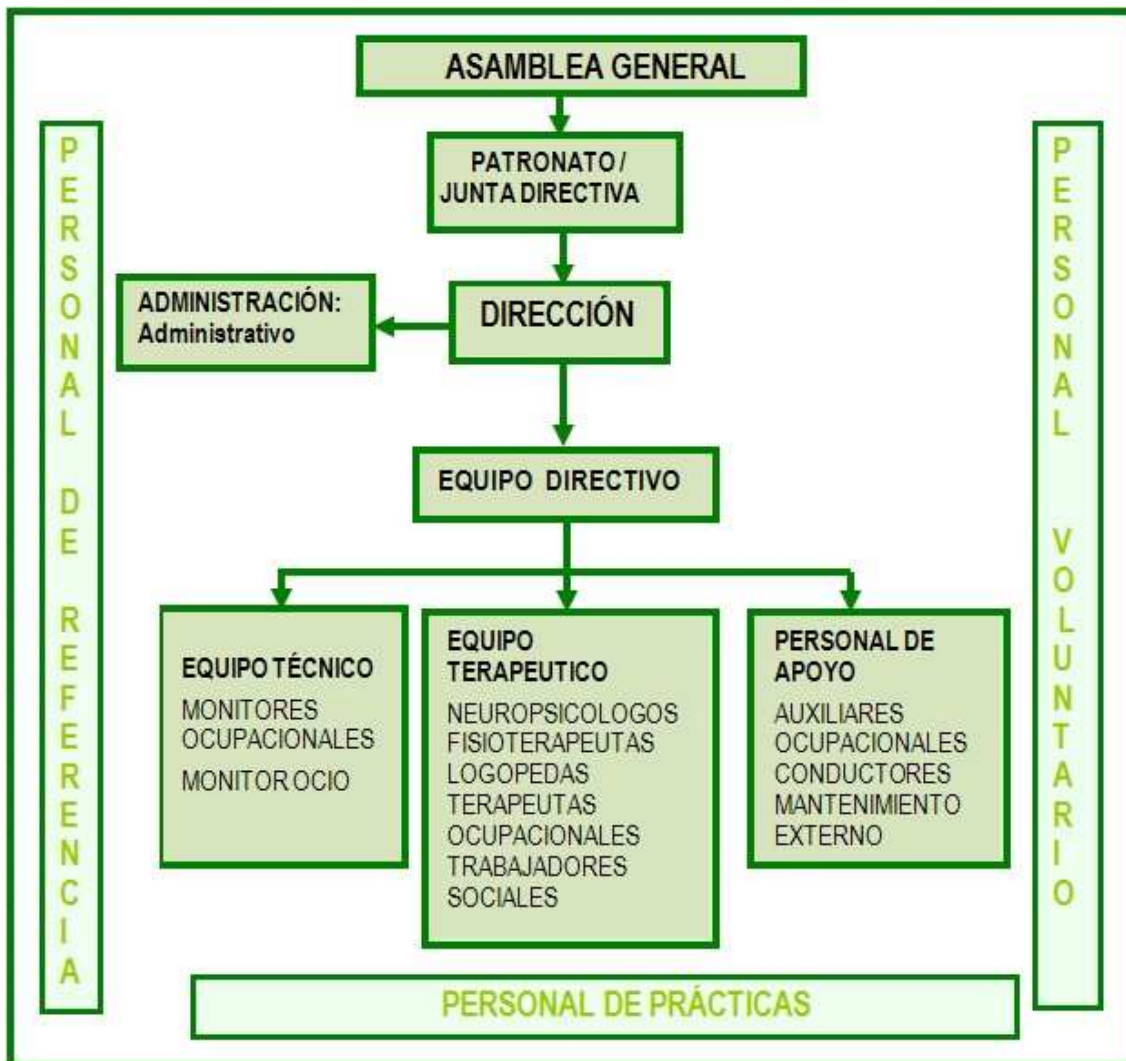 ASAMBLEA GENERAL
PATRONATO /
JUNTA DIRECTIVA
DIRECCIÓN
ADMINISTRACIÓN:
Administrativo
EQUIPO DIRECTIVO
EQUIPO TÉCNICO
MONITORES
OCUPACIONALES
MONITOR OCIO
EQUIPO
TERAPEUTICO
NEUROPSICOLOGOS
FISIOTERAPEUTAS
LOGOPEDAS
TERAPEUTAS
OCUPACIONALES
TRABAJADORES
SOCIALES
PERSONAL DE
APOYO
AUXILIARES
OCUPACIONALES
CONDUCTORES
MANTENIMIENTO
EXTERNO
PERSONAL DE REFERENCIA
PERSONAL VOLUNTARIO
PERSONAL DE PRÁCTICAS